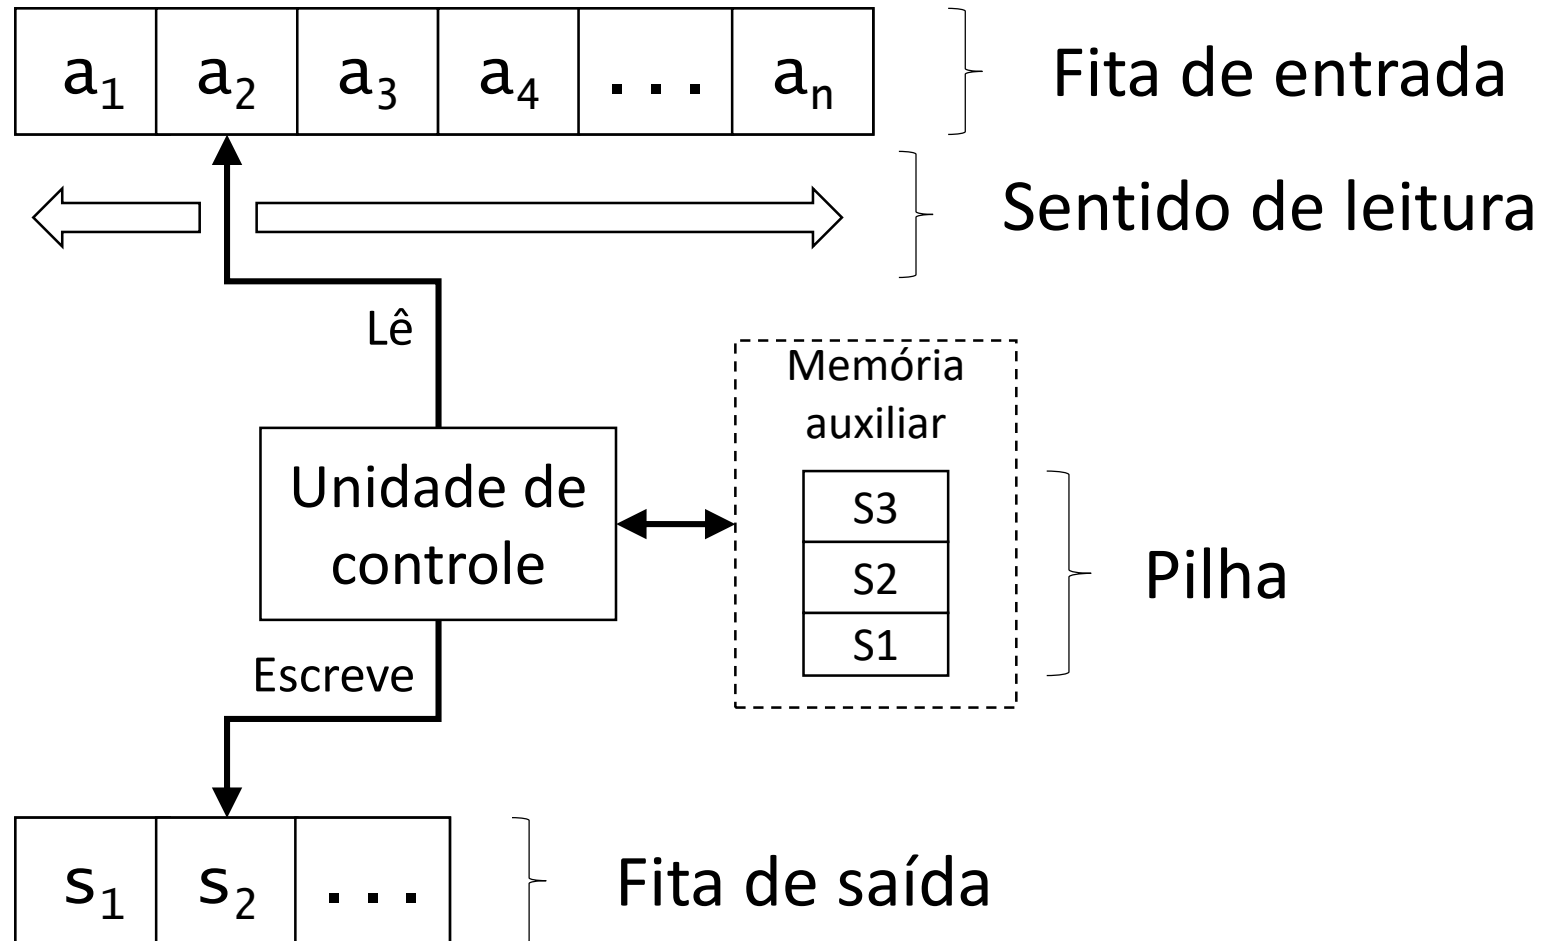 a1 a2 a3 a4 ... an
Fita de entrada
Sentido de leitura
Lê
Memória
auxiliar
Unidade de
controle
S3
S2
S1
Pilha
Escreve
s1 s2 ...
Fita de saída